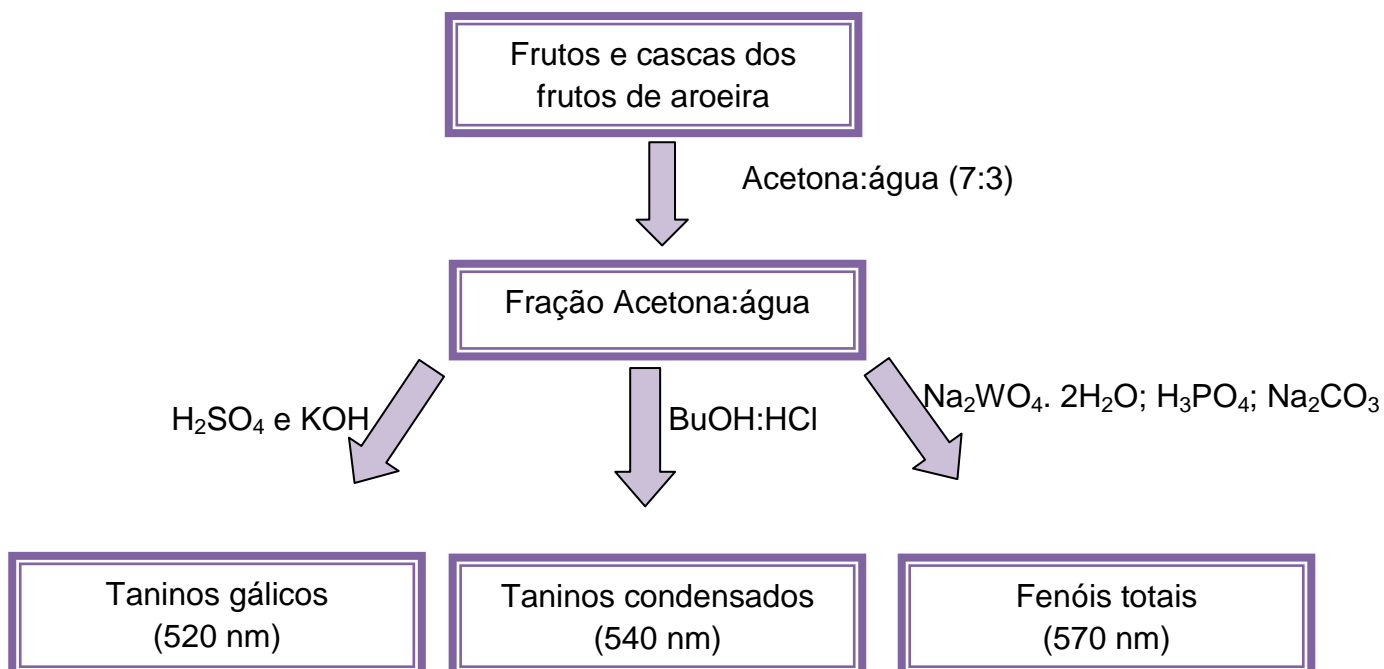 Frutos e cascas dos
frutos de aroeira
Acetona:água (7:3)
Fração Acetona:água
H₂SO₄ e KOH
BuOH:HCl
Na₂WO₄. 2H₂O; H₃PO₄; Na₂CO₃
Taninos gálicos
(520 nm)
Taninos condensados
(540 nm)
Fenóis totais
(570 nm)